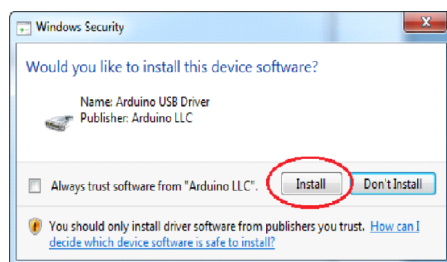 Windows Security
x
Would you like to install this device software?
Name: Arduino USB Driver
Publisher: Arduino LLC
Always trust software from "Arduino LLC".
Install
Don't Install
You should only install driver software from publishers you trust. How can I
decide which device software is safe to install?